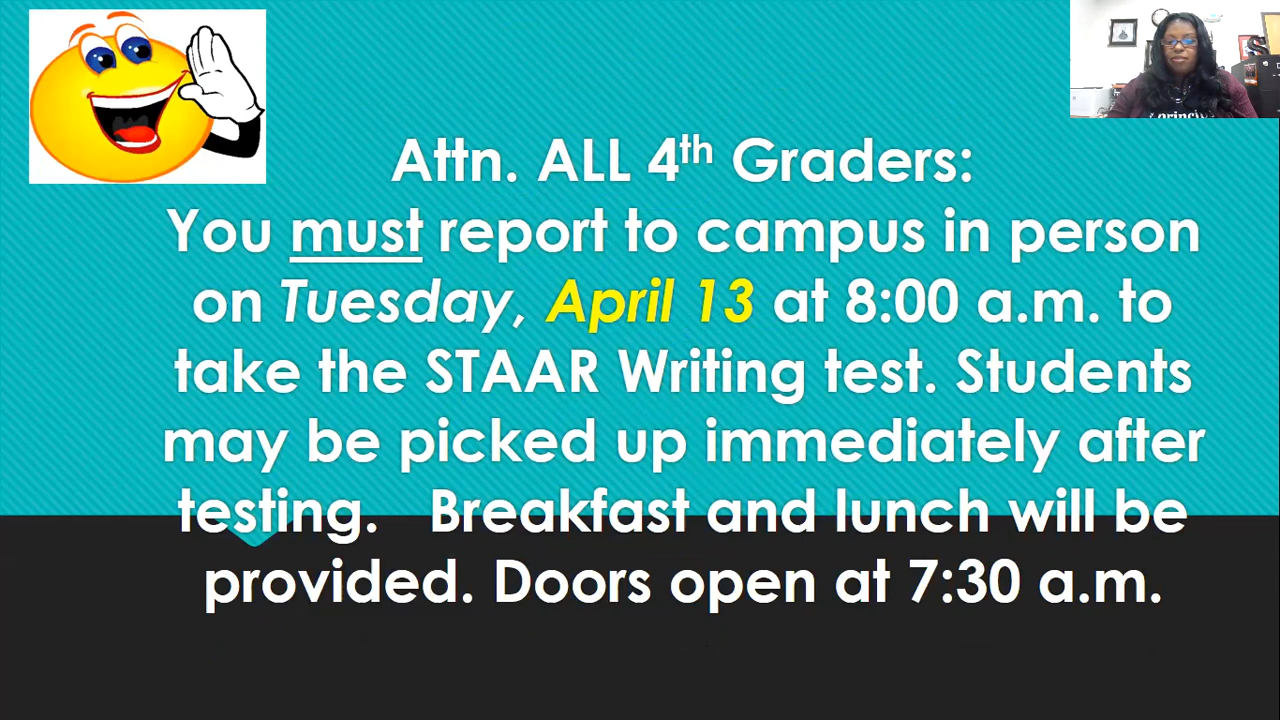 Attn. ALL 4th Graders:
You must report to campus in person
on Tuesday, April 13 at 8:00 a.m. to
take the STAAR Writing test. Students
may be picked up immediately after
testing. Breakfast and lunch will be
provided. Doors open at 7:30 a.m.